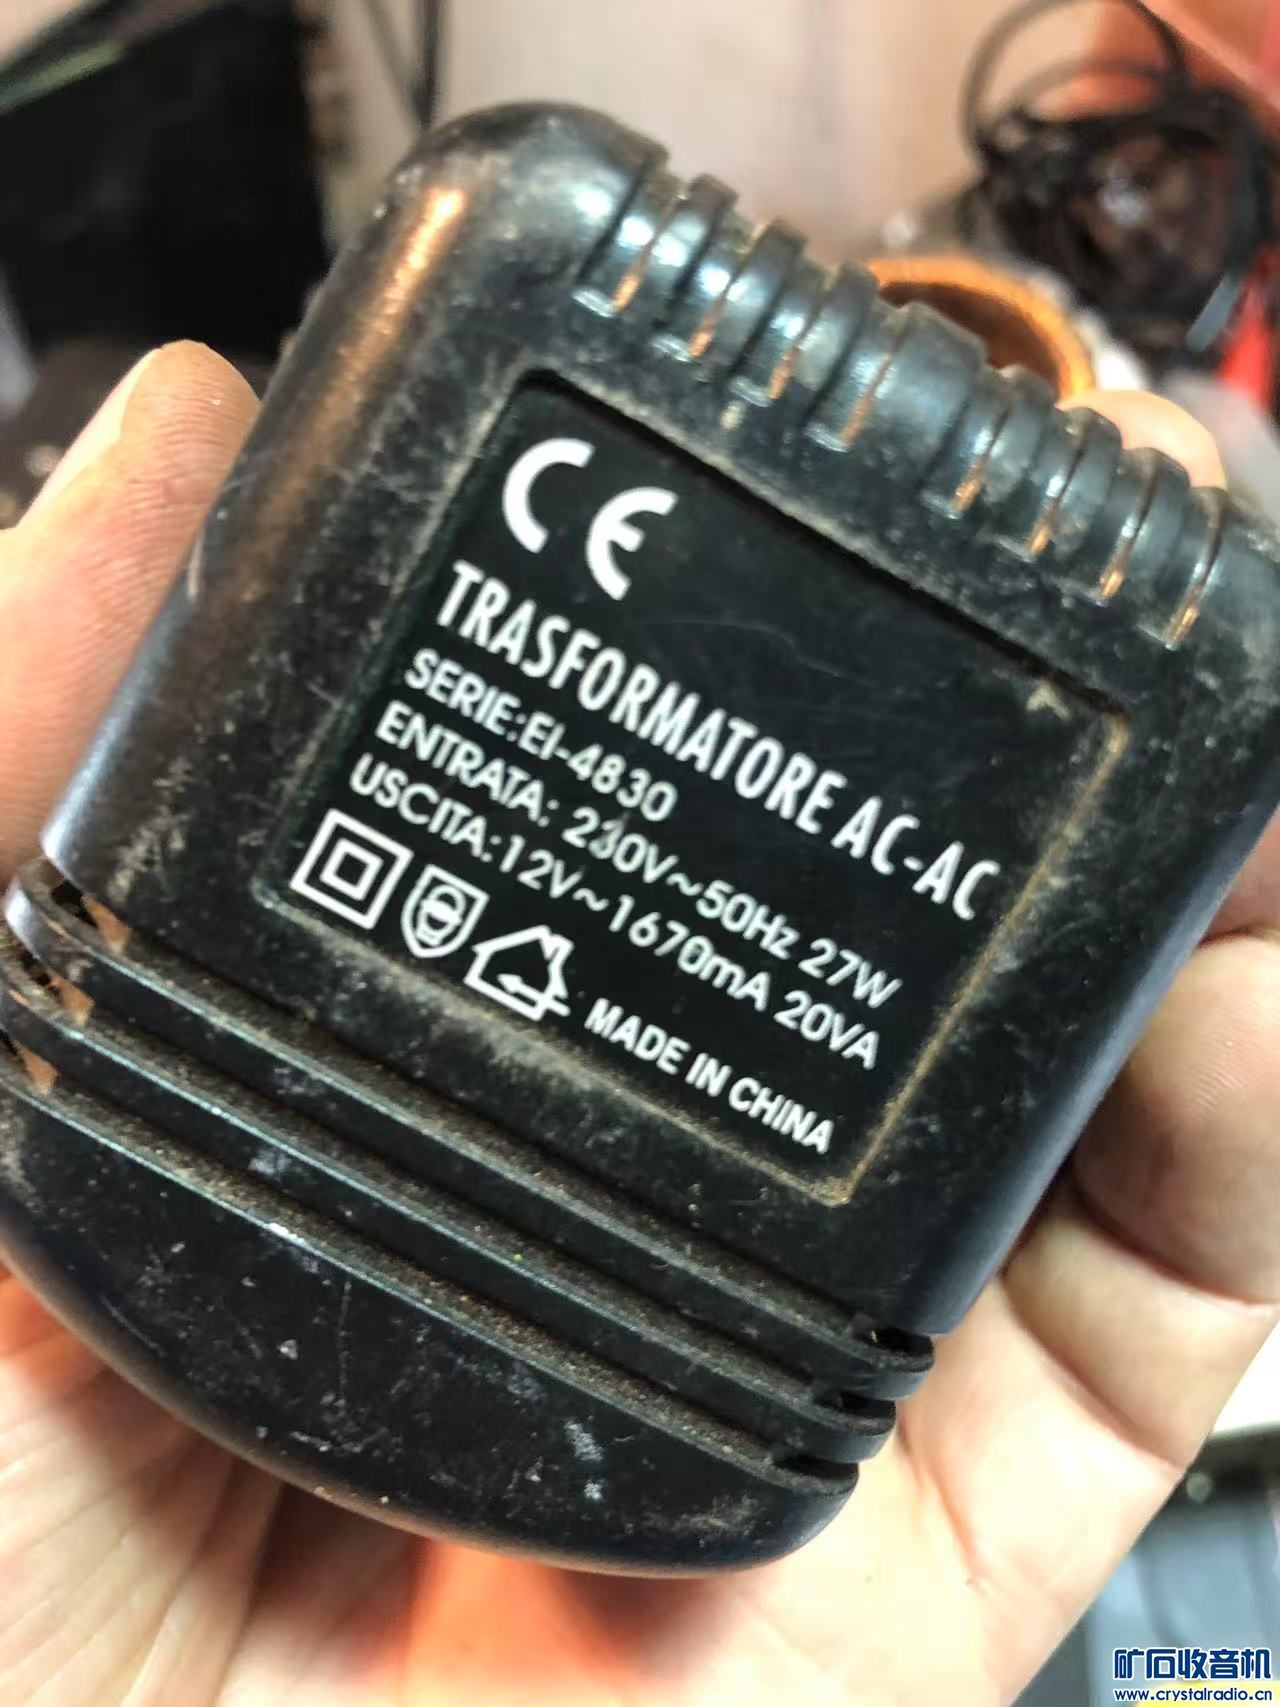 CE
TRASFORMATORE AC-AC
SERIE:EI-4830
ENTRATA: 230V~50Hz 27W
USCITA:12V~1670mA 20VA
MADE IN CHINA
矿石收音机
www.crystalradio.cn